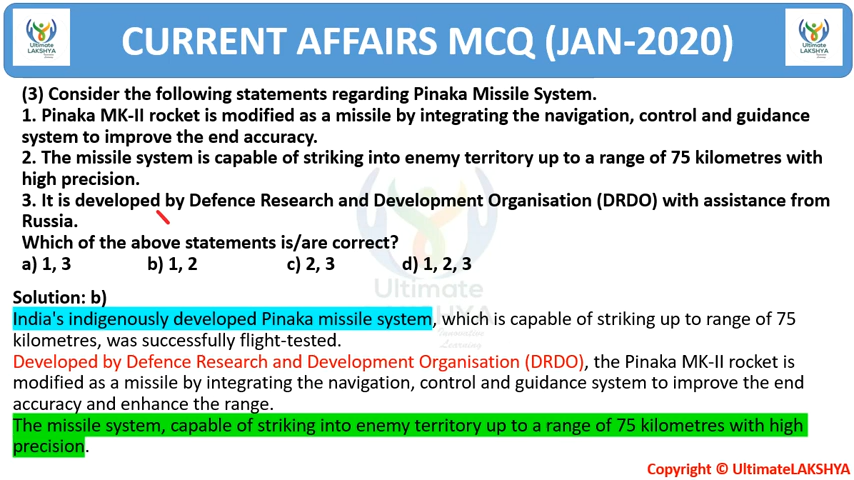 Ultimate
LAKSHYA
CURRENT AFFAIRS MCQ (JAN-2020)
Ultimate
LAKSHYA
(3) Consider the following statements regarding Pinaka Missile System.
1. Pinaka MK-II rocket is modified as a missile by integrating the navigation, control and guidance
system to improve the end accuracy.
2. The missile system is capable of striking into enemy territory up to a range of 75 kilometres with
high precision.
3. It is developed by Defence Research and Development Organisation (DRDO) with assistance from
Russia.
Which of the above statements is/are correct?
a) 1, 3 b) 1, 2 c) 2, 3 d) 1, 2, 3
Ultimate
LAKSHYA
Innovation
Learning
Solution: b)
India's indigenously developed Pinaka missile system, which is capable of striking up to range of 75
kilometres, was successfully flight-tested.
Developed by Defence Research and Development Organisation (DRDO), the Pinaka MK-II rocket is
modified as a missile by integrating the navigation, control and guidance system to improve the end
accuracy and enhance the range.
The missile system, capable of striking into enemy territory up to a range of 75 kilometres with high
precision.
Copyright © UltimateLAKSHYA